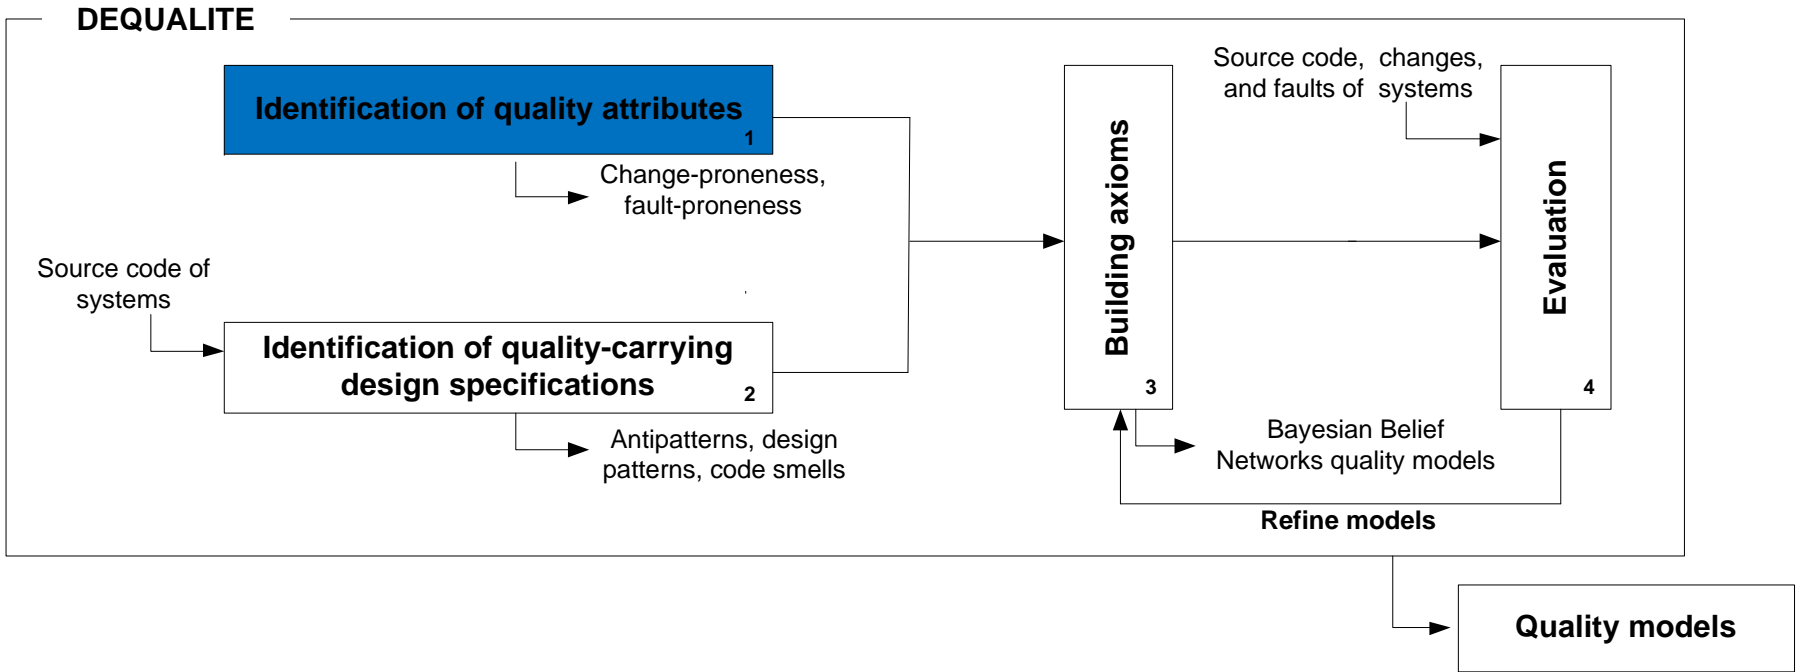 DEQUALITE
Identification of quality attributes
1
Change-proneness,
fault-proneness
Source code of
systems
Identification of quality-carrying
design specifications
2
Antipatterns, design
patterns, code smells
Building axioms
3
Bayesian Belief
Networks quality models
Source code, changes,
and faults of systems
Evaluation
4
Refine models
Quality models